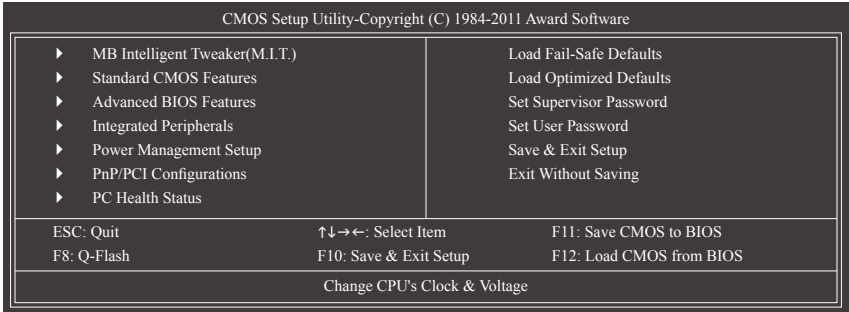 CMOS Setup Utility-Copyright (C) 1984-2011 Award Software
MB Intelligent Tweaker(M.I.T.)
Standard CMOS Features
Advanced BIOS Features
Integrated Peripherals
Power Management Setup
PnP/PCI Configurations
PC Health Status
Load Fail-Safe Defaults
Load Optimized Defaults
Set Supervisor Password
Set User Password
Save & Exit Setup
Exit Without Saving
ESC: Quit
↑↓→←: Select Item
F11: Save CMOS to BIOS
F8: Q-Flash
F10: Save & Exit Setup
F12: Load CMOS from BIOS
Change CPU's Clock & Voltage